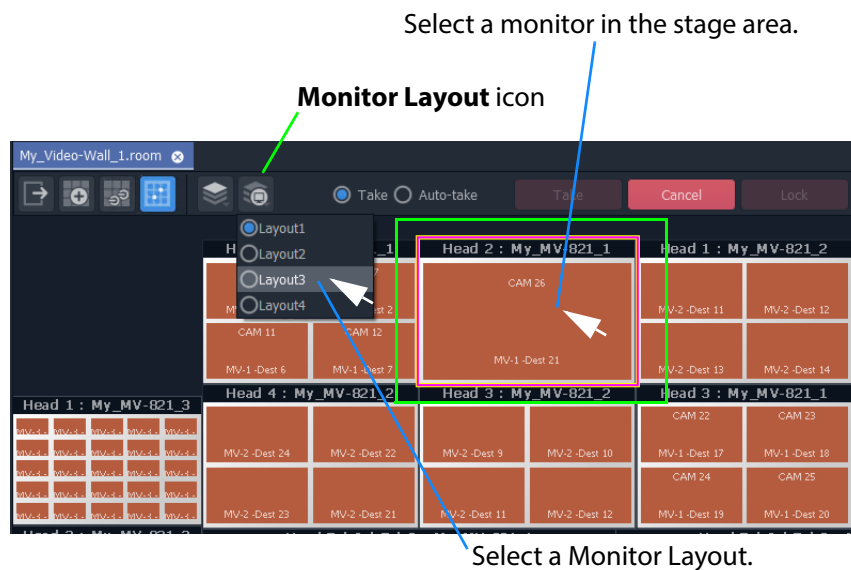 Select a monitor in the stage area.
Monitor Layout icon
My_Video-Wall_1.room
Take Auto-take Take Cancel Lock
Layout1
Layout2
Layout3
Layout4
Head 2 : My_MV-821_1 Head 1 : My_MV-821_2
CAM 26
MV-2 -Dest 11 MV-2 -Dest 12
CAM 11 CAM 12
MV-1 -Dest 21
MV-1 -Dest 6 MV-1 -Dest 7 MV-2 -Dest 13 MV-2 -Dest 14
Head 4 : My_MV-821_2 Head 3 : My_MV-821_2 Head 3 : My_MV-821_1
Head 1 : My_MV-821_3
CAM 22 CAM 23
MV-2 -Dest 24 MV-2 -Dest 22 MV-2 -Dest 9 MV-2 -Dest 10 MV-1 -Dest 17 MV-1 -Dest 18
CAM 24 CAM 25
MV-2 -Dest 23 MV-2 -Dest 21 MV-2 -Dest 11 MV-2 -Dest 12 MV-1 -Dest 19 MV-1 -Dest 20
Select a Monitor Layout.